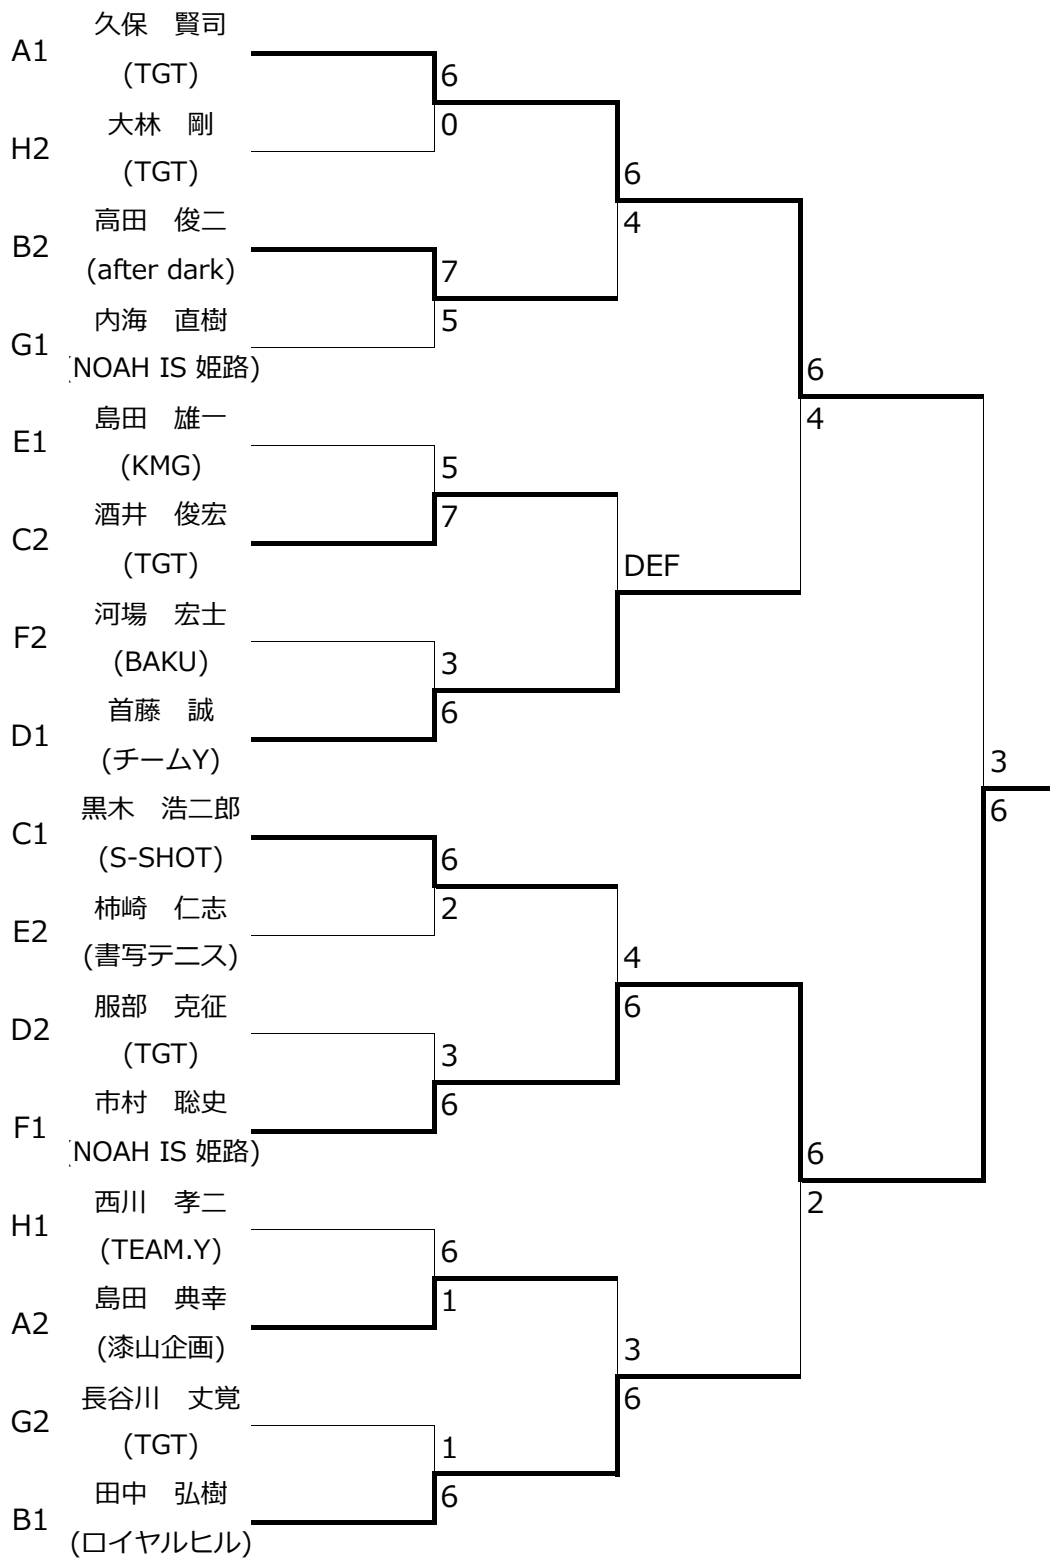 A1
久保　賢司
(TGT)
6
0
H2
大林　剛
(TGT)
6
4
B2
高田　俊二
(after dark)
7
5
G1
内海　直樹
(NOAH IS 姫路)
6
4
E1
島田　雄一
(KMG)
5
7
C2
酒井　俊宏
(TGT)
DEF
F2
河場　宏士
(BAKU)
3
6
D1
首藤　誠
(チームY)
3
6
C1
黒木　浩二郎
(S-SHOT)
6
2
E2
柿崎　仁志
(書写テニス)
4
6
D2
服部　克征
(TGT)
3
6
F1
市村　聡史
(NOAH IS 姫路)
6
2
H1
西川　孝二
(TEAM.Y)
6
1
A2
島田　典幸
(漆山企画)
3
6
G2
長谷川　丈覚
(TGT)
1
6
B1
田中　弘樹
(ロイヤルヒル)